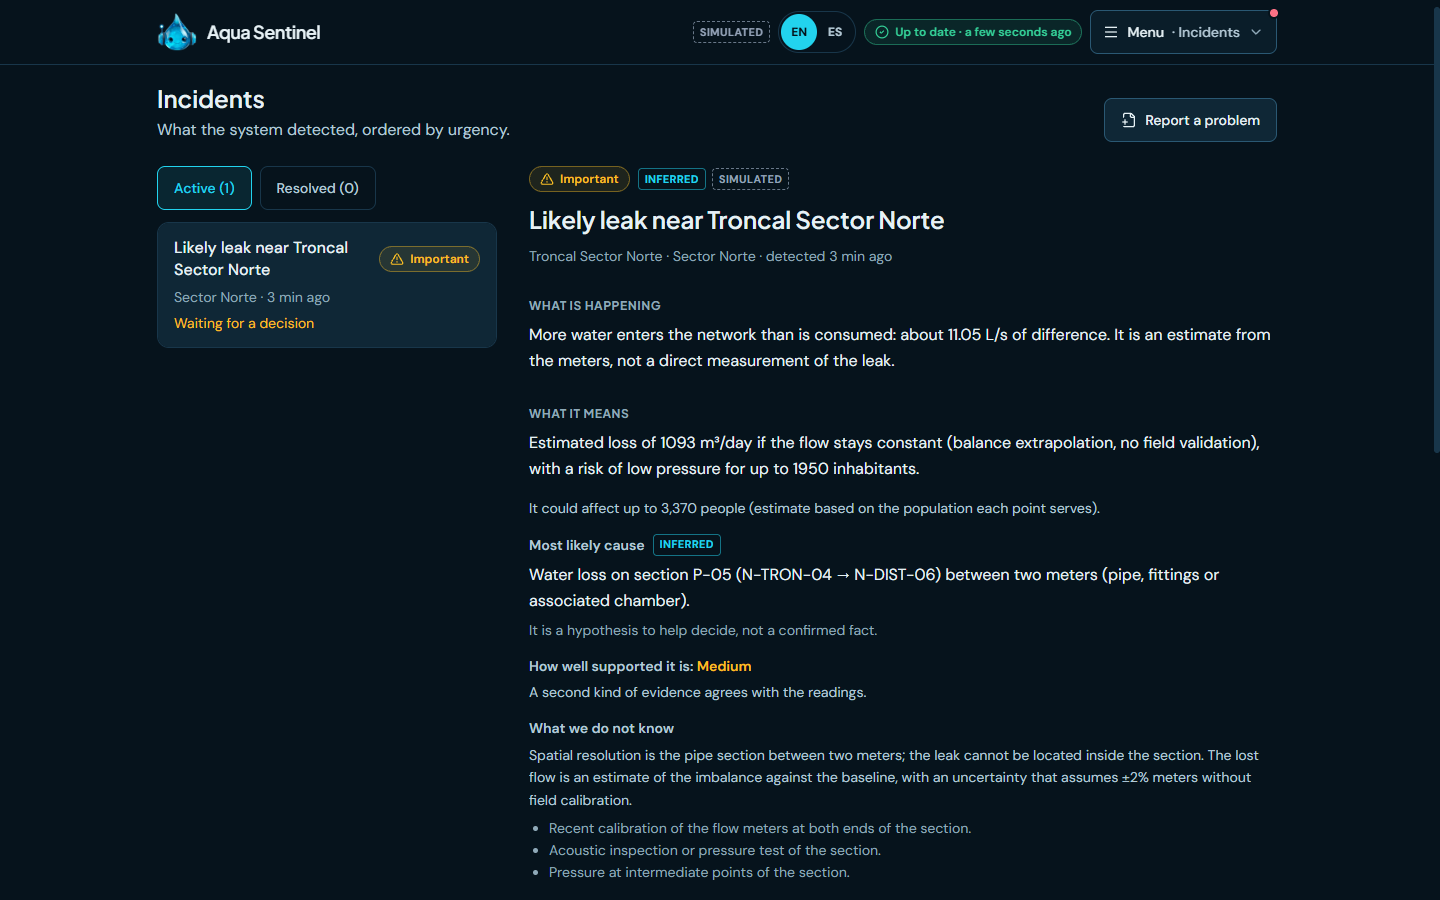 Aqua Sentinel
SIMULATED
EN
ES
Up to date · a few seconds ago
Menu · Incidents
Incidents
What the system detected, ordered by urgency.
Report a problem
Active (1)
Resolved (0)
Likely leak near Troncal
Sector Norte
Important
Sector Norte · 3 min ago
Waiting for a decision
Important
INFERRED
SIMULATED
Likely leak near Troncal Sector Norte
Troncal Sector Norte · Sector Norte · detected 3 min ago
WHAT IS HAPPENING
More water enters the network than is consumed: about 11.05 L/s of difference. It is an estimate from
the meters, not a direct measurement of the leak.
WHAT IT MEANS
Estimated loss of 1093 m³/day if the flow stays constant (balance extrapolation, no field validation),
with a risk of low pressure for up to 1950 inhabitants.
It could affect up to 3,370 people (estimate based on the population each point serves).
Most likely cause INFERRED
Water loss on section P-05 (N-TRON-04 → N-DIST-06) between two meters (pipe, fittings or
associated chamber).
It is a hypothesis to help decide, not a confirmed fact.
How well supported it is: Medium
A second kind of evidence agrees with the readings.
What we do not know
Spatial resolution is the pipe section between two meters; the leak cannot be located inside the section. The lost
flow is an estimate of the imbalance against the baseline, with an uncertainty that assumes ±2% meters without
field calibration.
• Recent calibration of the flow meters at both ends of the section.
• Acoustic inspection or pressure test of the section.
• Pressure at intermediate points of the section.